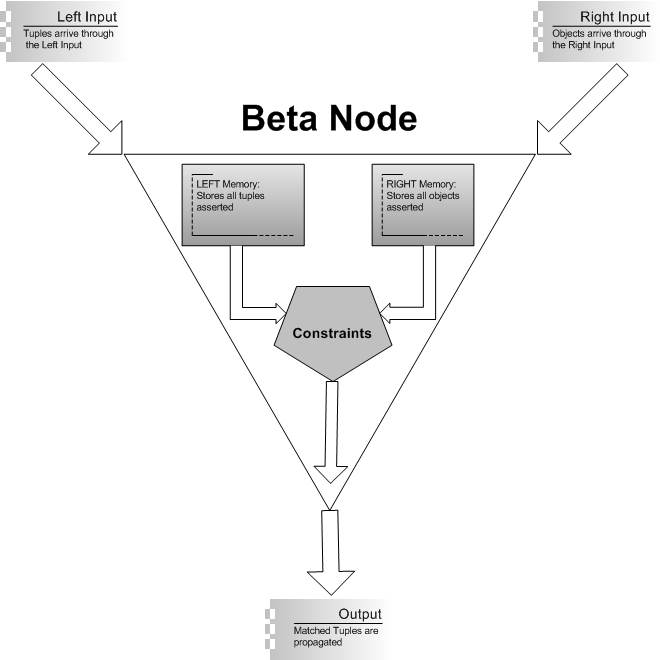 Left Input
Tuples arrive through
the Left Input
Right Input
Objects arrive through
the Right Input
Beta Node
LEFT Memory:
Stores all tuples
asserted
RIGHT Memory:
Stores all objects
asserted
Constraints
Output
Matched Tuples are
propagated